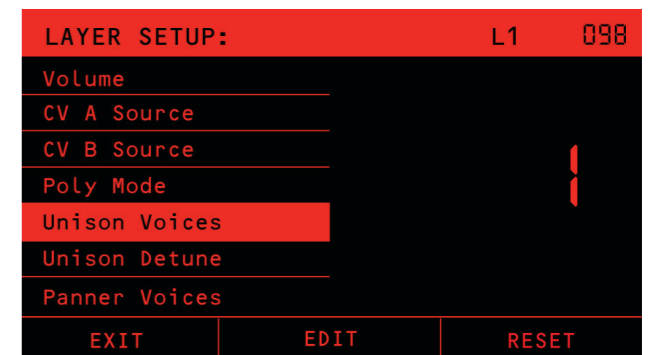 LAYER SETUP: L1 098
Volume
CV A Source
CV B Source
Poly Mode
1
Unison Voices
Unison Detune
Panner Voices
EXIT EDIT RESET